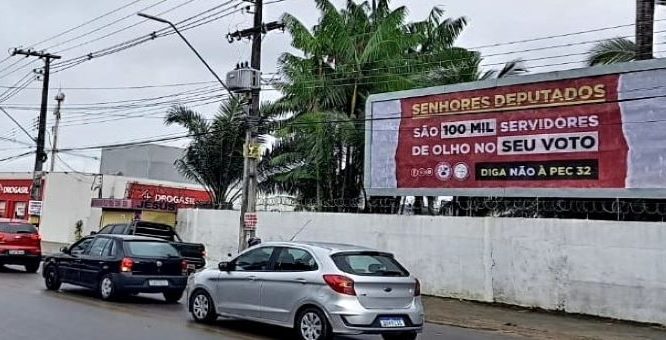 SENHORES DEPUTADOS
SÃO 100 MIL SERVIDORES
DE OLHO NO SEU VOTO
DIGA NÃO À PEC 32
DROGASIL
DROGASIL